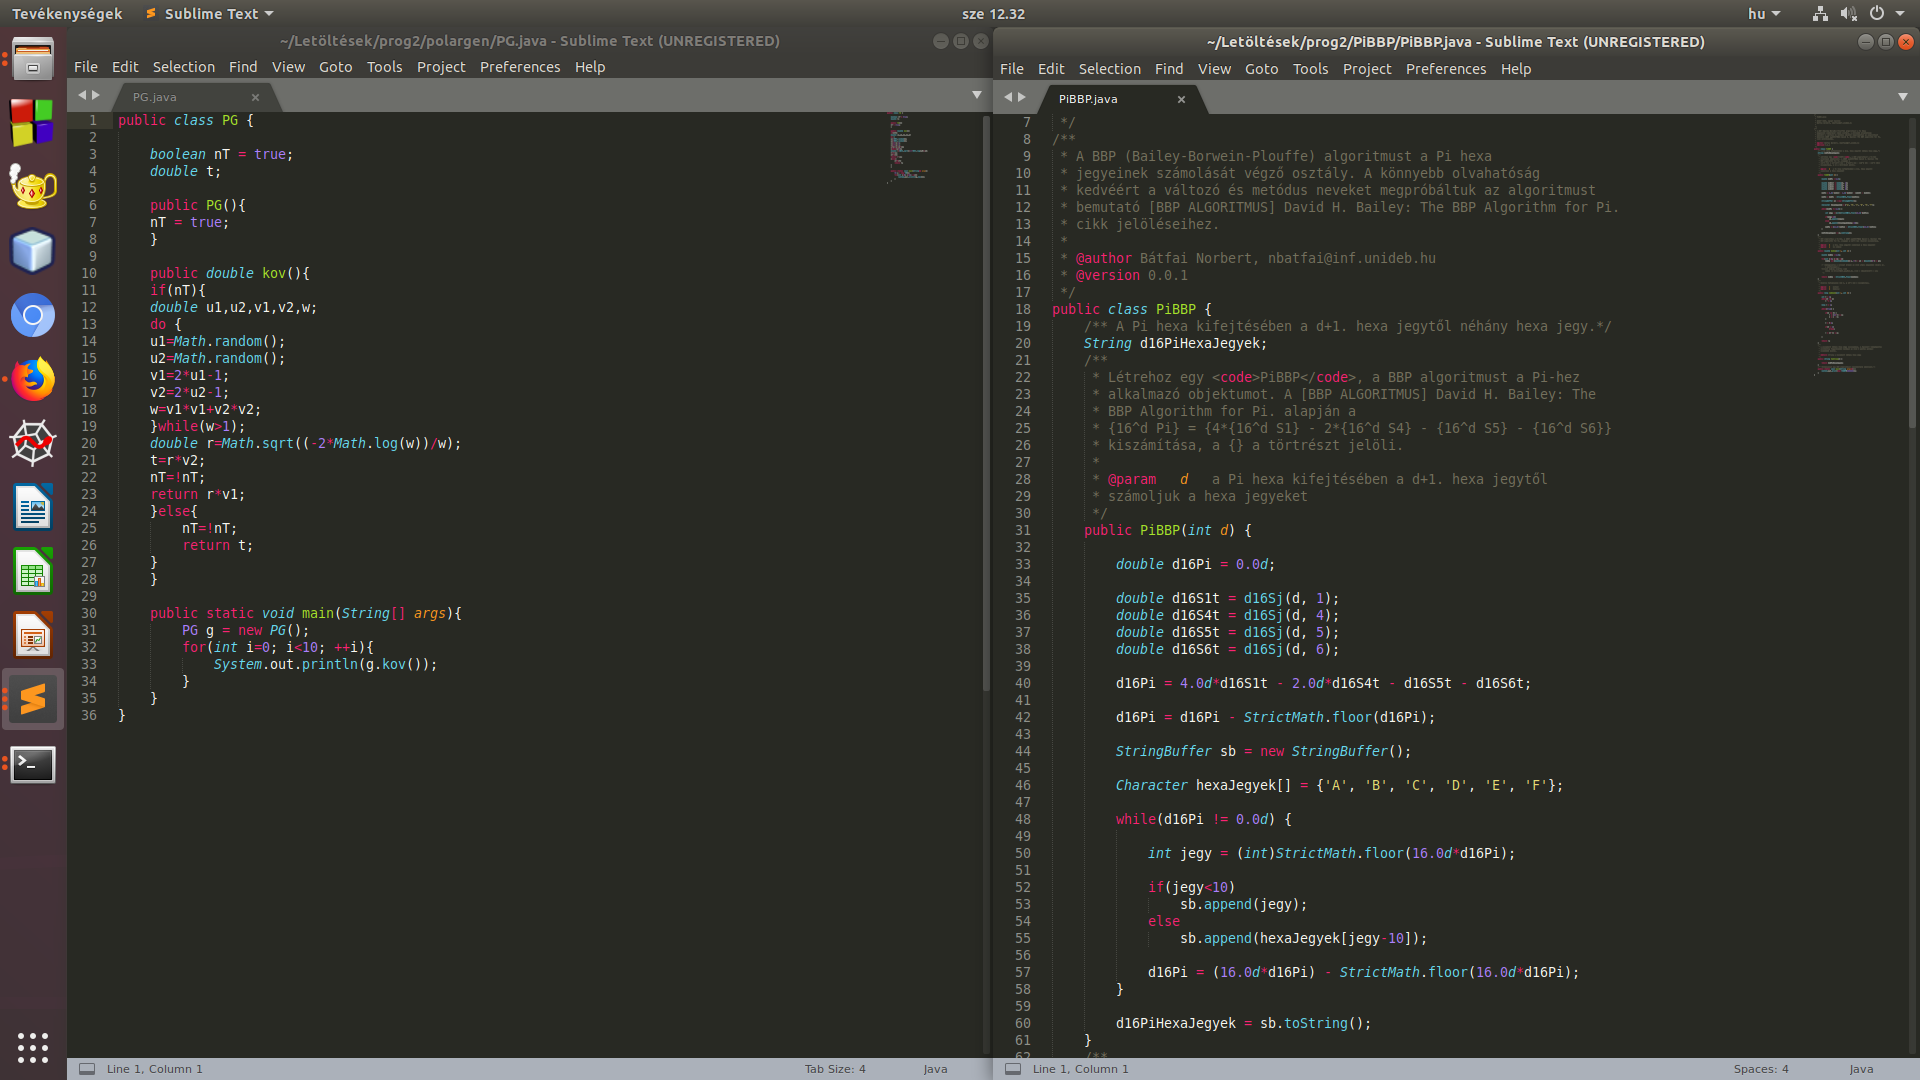 Tevékenységek
Sublime Text
sze 12.32
hu
~/Letöltések/prog2/polargen/PG.java - Sublime Text (UNREGISTERED)
File Edit Selection Find View Goto Tools Project Preferences Help
PG.java
1 public class PG {
2
3 boolean nT = true;
4 double t;
5
6 public PG(){
7 nT = true;
8 }
9
10 public double kov(){
11 if(nT){
12 double u1,u2,v1,v2,w;
13 do {
14 u1=Math.random();
15 u2=Math.random();
16 v1=2*u1-1;
17 v2=2*u2-1;
18 w=v1*v1+v2*v2;
19 }while(w>1);
20 double r=Math.sqrt((-2*Math.log(w))/w);
21 t=r*v2;
22 nT=!nT;
23 return r*v1;
24 }else{
25 nT=!nT;
26 return t;
27 }
28 }
29
30 public static void main(String[] args){
31 PG g = new PG();
32 for(int i=0; i<10; ++i){
33 System.out.println(g.kov());
34 }
35 }
36 }
Line 1, Column 1
Tab Size: 4
Java
~/Letöltések/prog2/PiBBP/PiBBP.java - Sublime Text (UNREGISTERED)
File Edit Selection Find View Goto Tools Project Preferences Help
PiBBP.java
7 */
8 /**
9 * A BBP (Bailey-Borwein-Plouffe) algoritmust a Pi hexa
10 * jegyeinek számolását végző osztály. A könnyebb olvahatóság
11 * kedvéért a változó és metódus neveket megpróbáltuk az algoritmust
12 * bemutató [BBP ALGORITMUS] David H. Bailey: The BBP Algorithm for Pi.
13 * cikk jelöléseihez.
14 *
15 * @author Bátfai Norbert, nbatfai@inf.unideb.hu
16 * @version 0.0.1
17 */
18 public class PiBBP {
19 /** A Pi hexa kifejtésében a d+1. hexa jegytől néhány hexa jegy.*/
20 String d16PiHexaJegyek;
21 /**
22 * Létrehoz egy <code>PiBBP</code>, a BBP algoritmust a Pi-hez
23 * alkalmazó objektumot. A [BBP ALGORITMUS] David H. Bailey: The
24 * BBP Algorithm for Pi. alapján a
25 * {16^d Pi} = {4*{16^d S1} - 2*{16^d S4} - {16^d S5} - {16^d S6}}
26 * kiszámítása, a {} a törtrészt jelöli.
27 *
28 * @param d a Pi hexa kifejtésében a d+1. hexa jegytől
29 * számoljuk a hexa jegyeket
30 */
31 public PiBBP(int d) {
32
33 double d16Pi = 0.0d;
34
35 double d16S1t = d16Sj(d, 1);
36 double d16S4t = d16Sj(d, 4);
37 double d16S5t = d16Sj(d, 5);
38 double d16S6t = d16Sj(d, 6);
39
40 d16Pi = 4.0d*d16S1t - 2.0d*d16S4t - d16S5t - d16S6t;
41
42 d16Pi = d16Pi - StrictMath.floor(d16Pi);
43
44 StringBuffer sb = new StringBuffer();
45
46 Character hexaJegyek[] = {'A', 'B', 'C', 'D', 'E', 'F'};
47
48 while(d16Pi != 0.0d) {
49
50 int jegy = (int)StrictMath.floor(16.0d*d16Pi);
51
52 if(jegy<10)
53 sb.append(jegy);
54 else
55 sb.append(hexaJegyek[jegy-10]);
56
57 d16Pi = (16.0d*d16Pi) - StrictMath.floor(16.0d*d16Pi);
58 }
59
60 d16PiHexaJegyek = sb.toString();
61 }
62 /**
Line 1, Column 1
Spaces: 4
Java